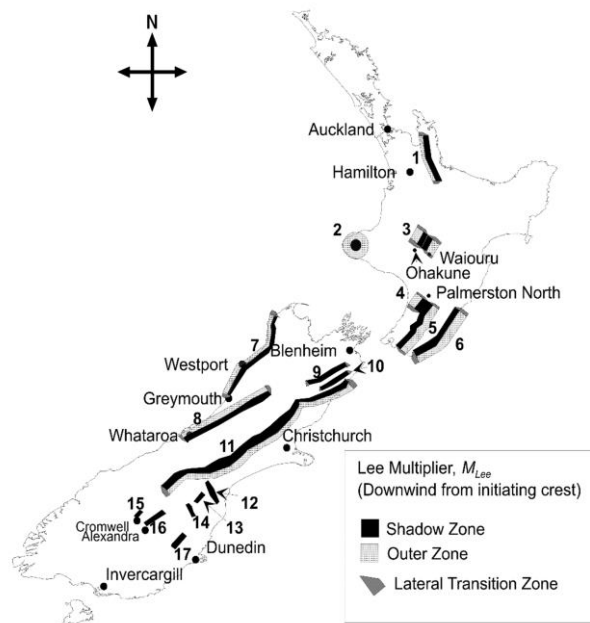 N
Auckland
1
Hamilton
2
3
Waiouru
Ohakune
4
Palmerston North
5
6
7
Blenheim
Westport
9
10
Greymouth
8
Whataroa
11
Christchurch
12
15
16
14
13
Cromwell
Alexandra
17
Dunedin
Invercargill
Lee Multiplier, M_Lee
(Downwind from initiating crest)
Shadow Zone
Outer Zone
Lateral Transition Zone